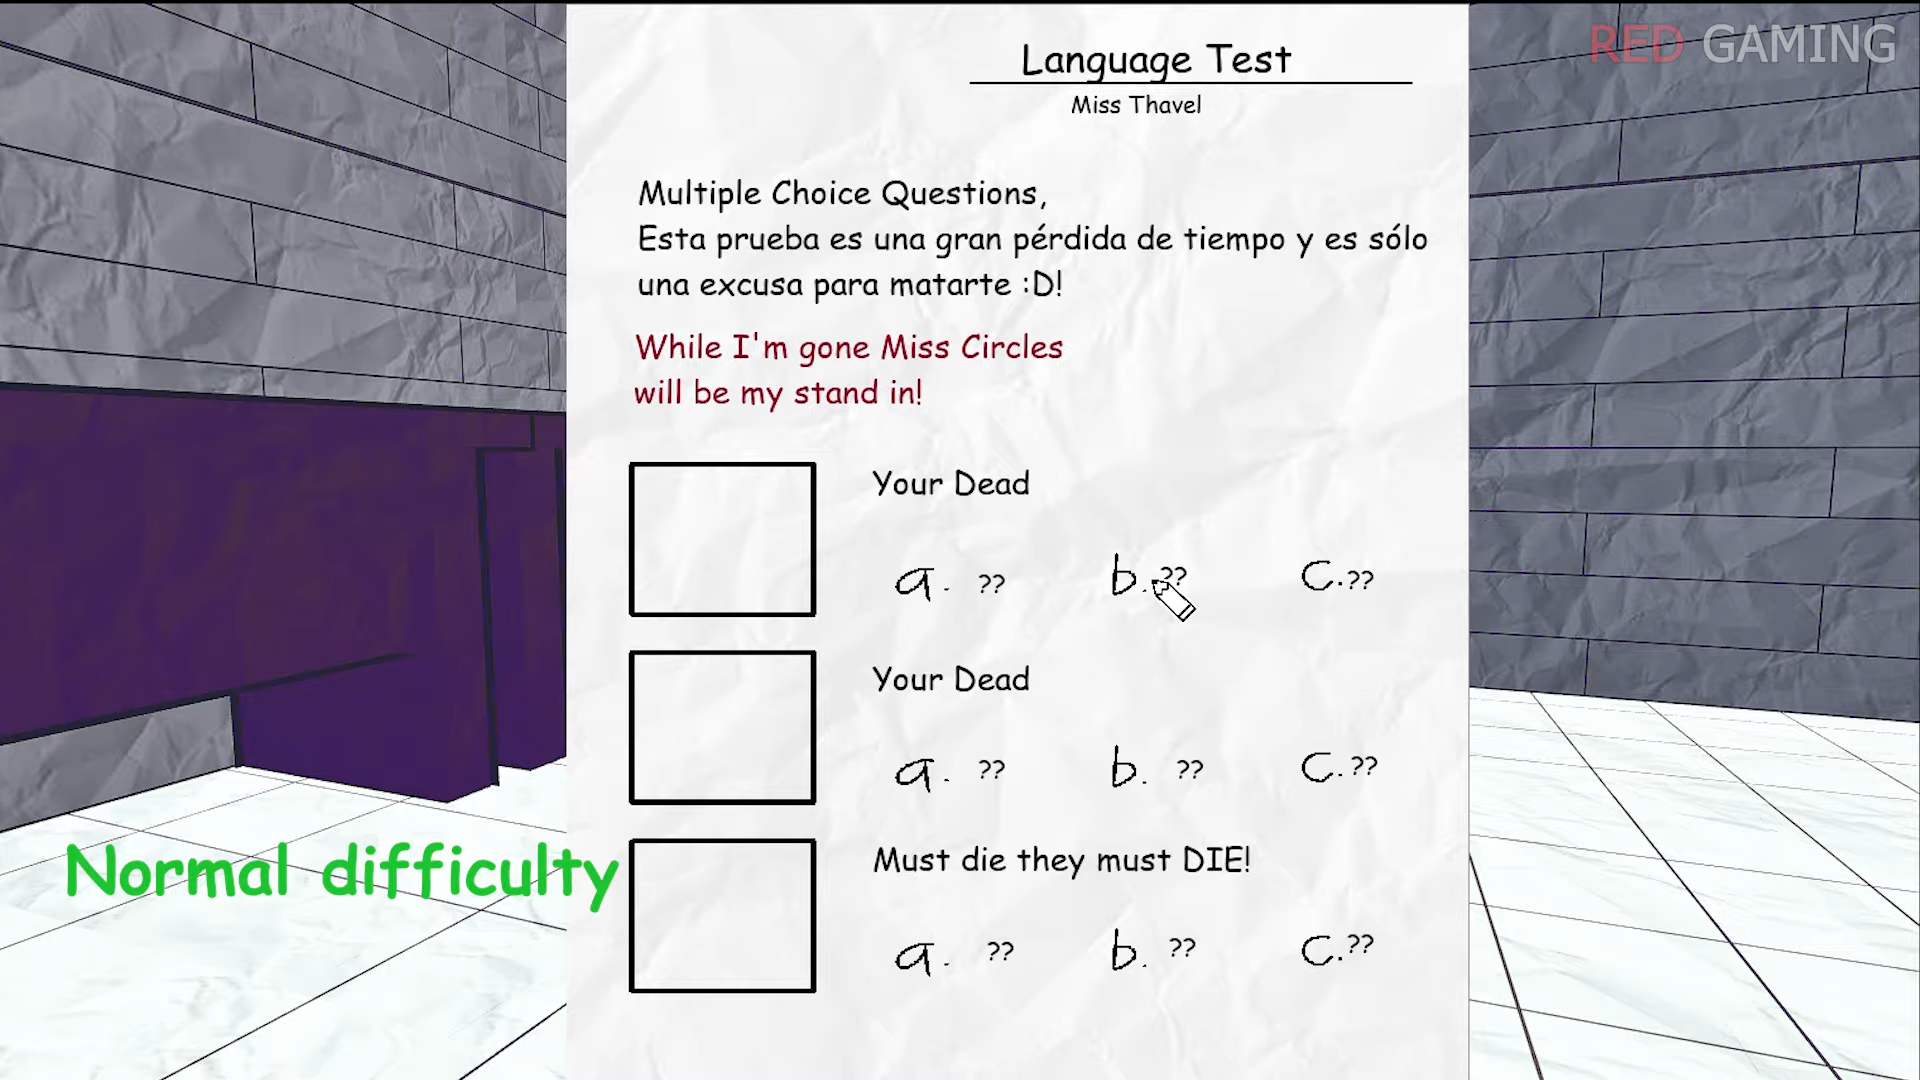 RED GAMING
Language Test
Miss Thavel
Multiple Choice Questions,
Esta prueba es una gran pérdida de tiempo y es sólo
una excusa para matarte :D!
While I'm gone Miss Circles
will be my stand in!
Your Dead
a. ?? b. ?? c. ??
Your Dead
a. ?? b. ?? c. ??
Normal difficulty
Must die they must DIE!
a. ?? b. ?? c. ??